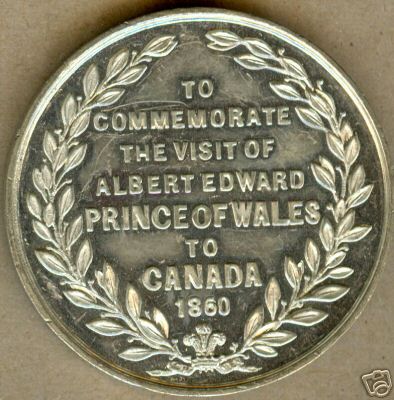 TO
COMMEMORATE
THE VISIT OF
ALBERT EDWARD
PRINCE OF WALES
TO
CANADA
1860